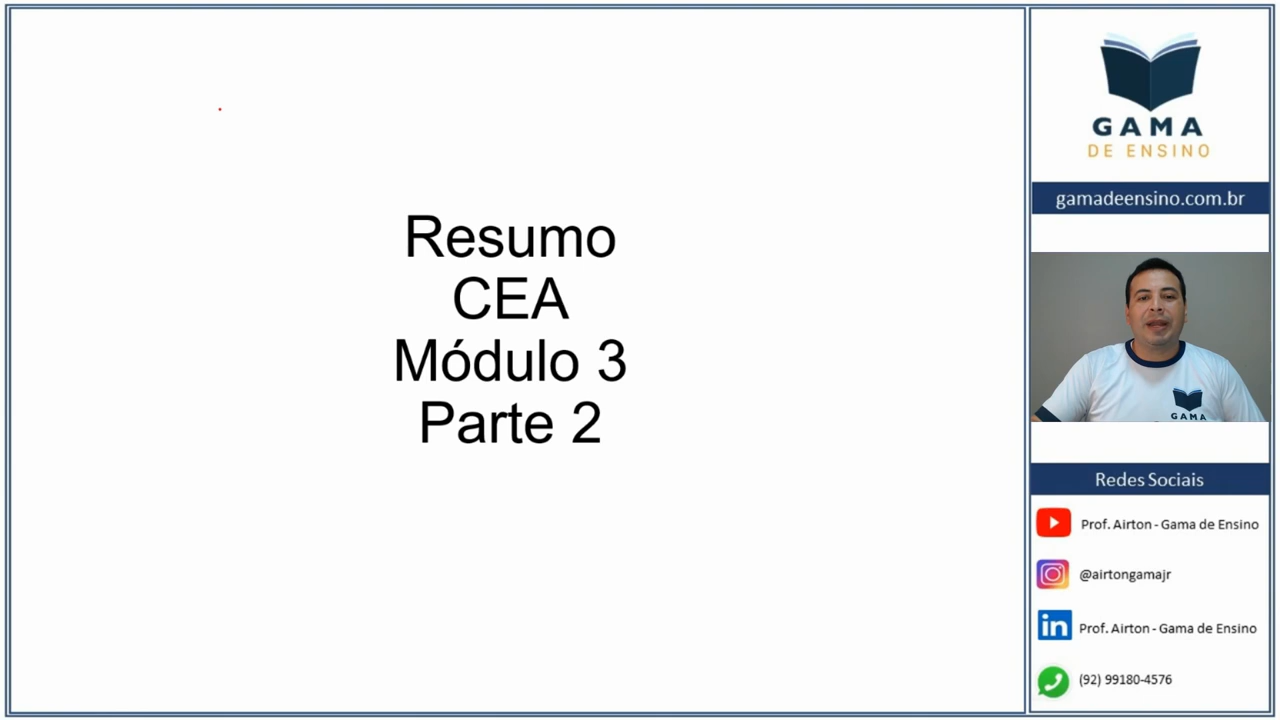 Resumo
CEA
Módulo 3
Parte 2
GAMA
DE ENSINO
gamadeensino.com.br
GAMA
Redes Sociais
Prof. Airton - Gama de Ensino
@airtongamajr
in Prof. Airton - Gama de Ensino
(92) 99180-4576